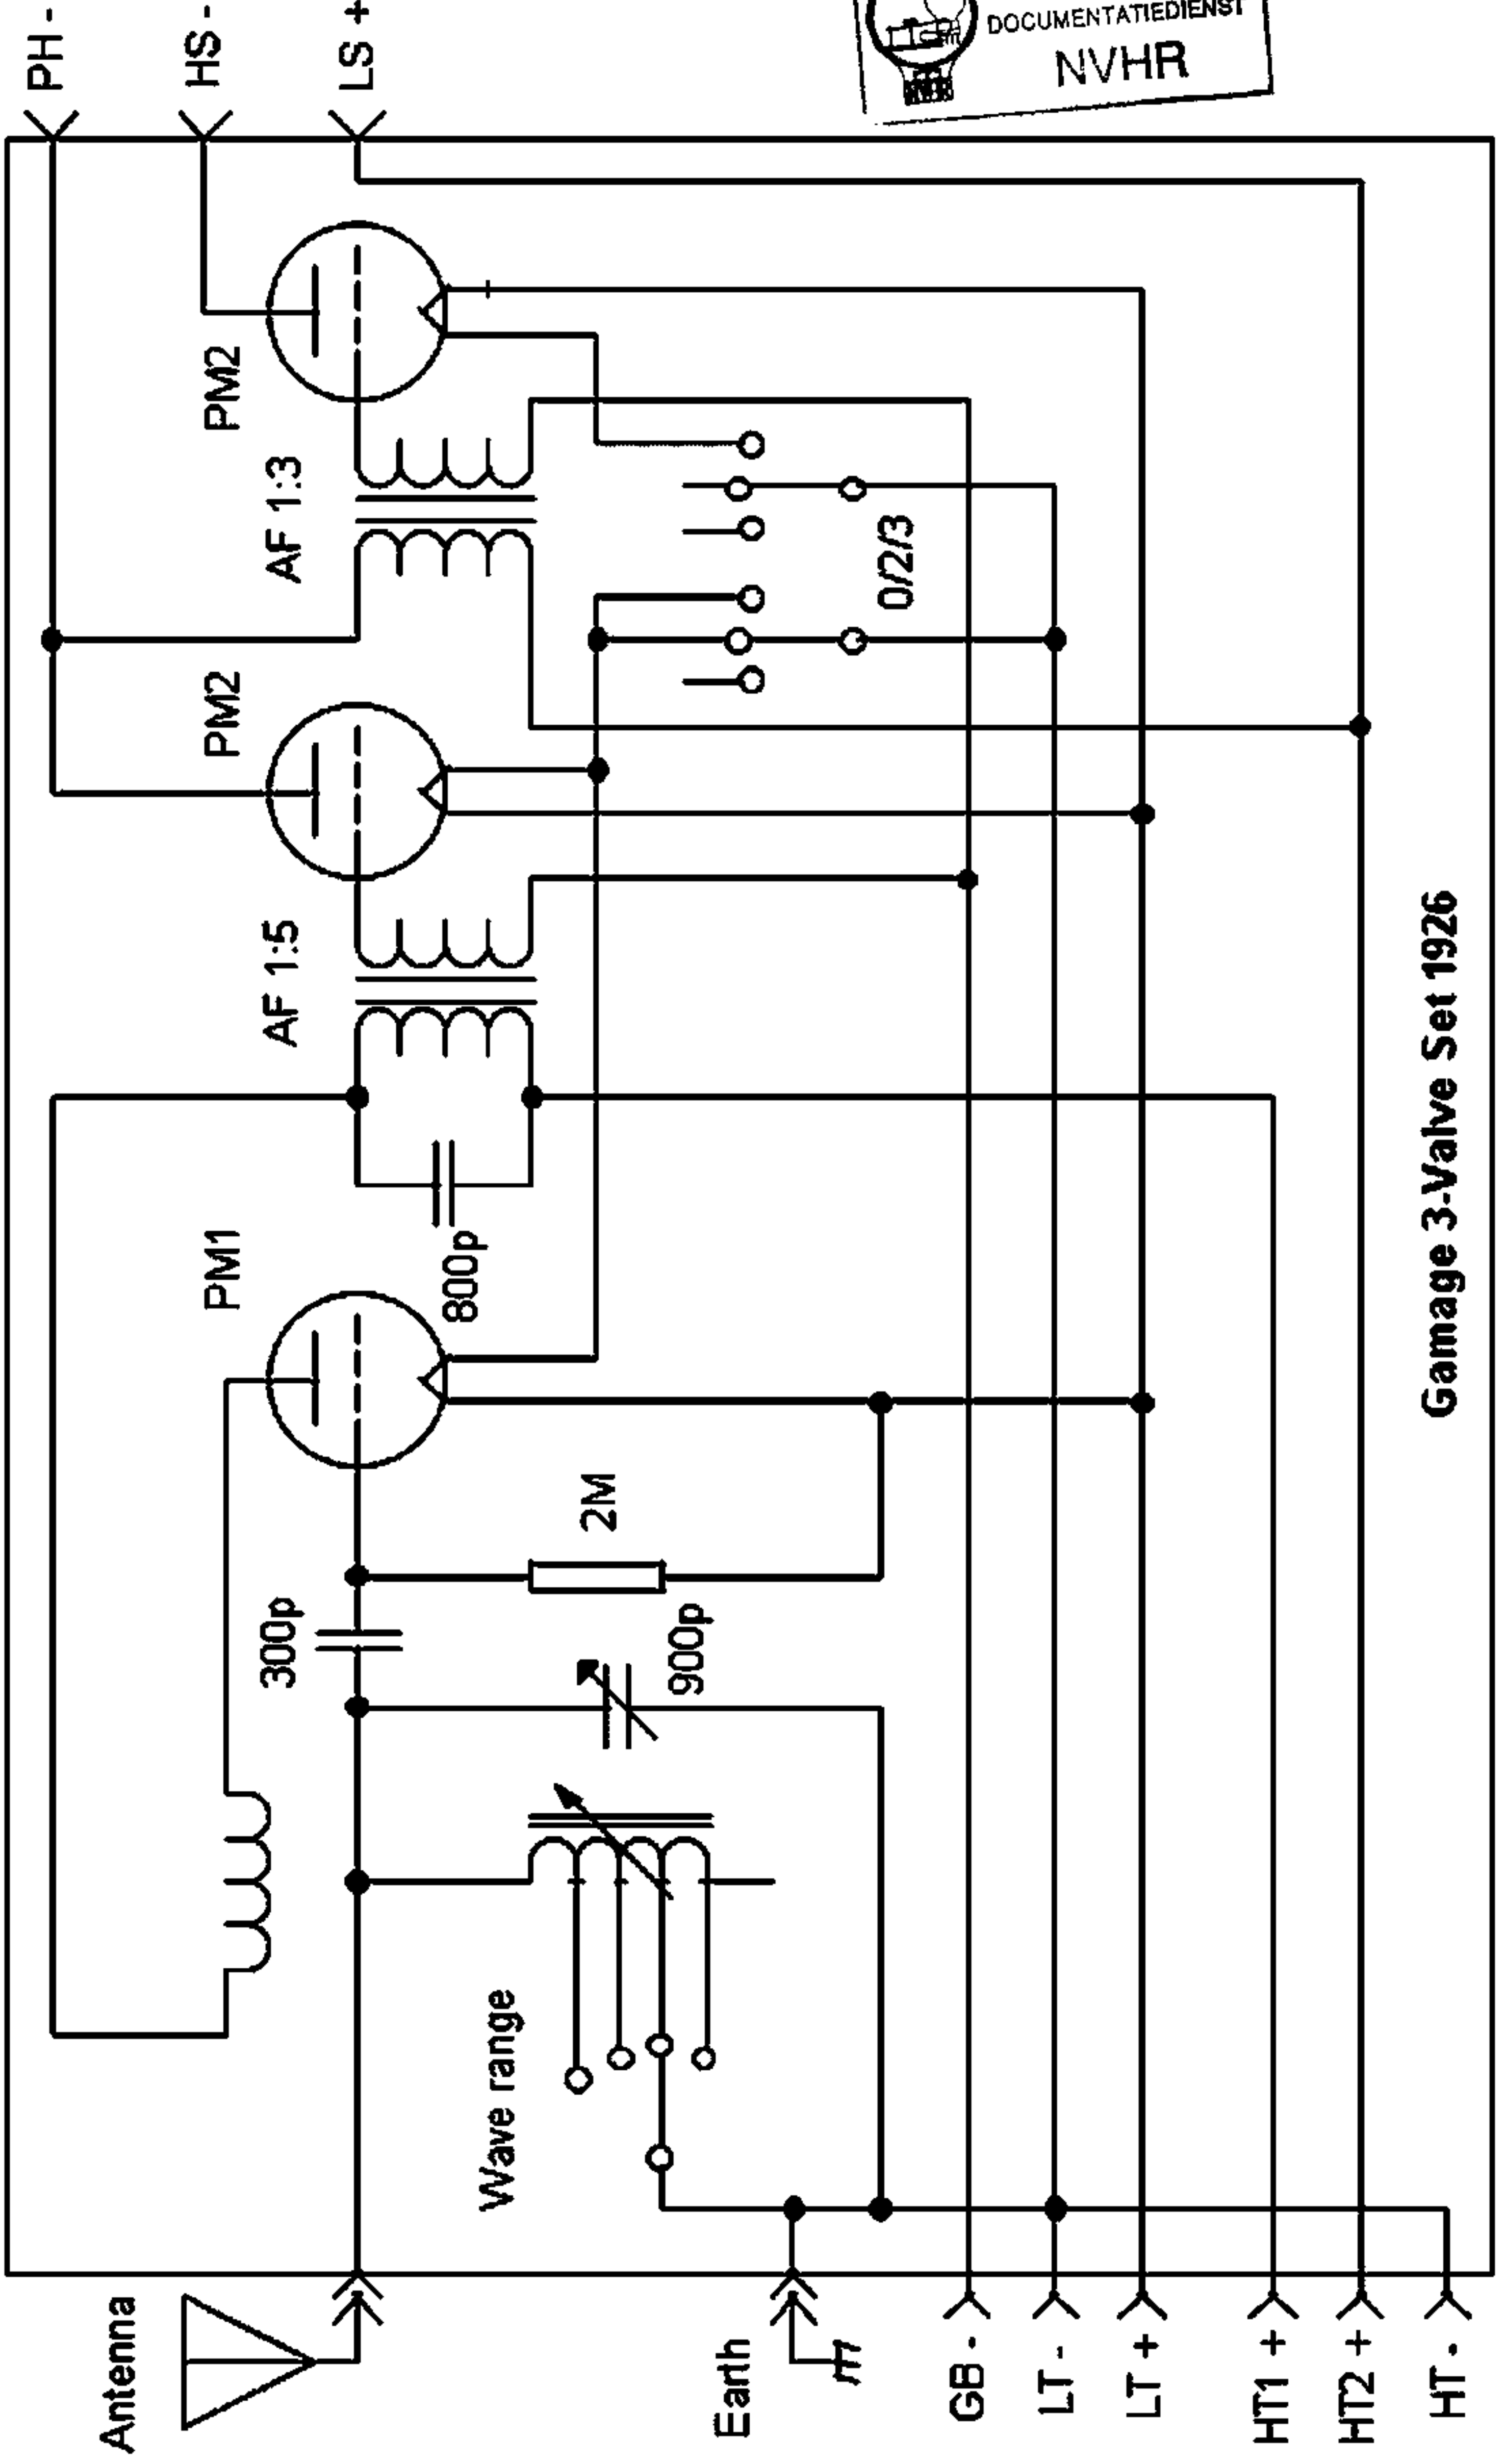 Antenna
Earth
GB -
LT -
LT +
HT1 +
HT2 +
HT -
Wave range
300p
900p
2M
PM1
800p
AF 1:5
PM2
AF 1:3
PM2
0/2/3
PH -
HS -
LS +
DOCUMENTATIEDIENST
NVHR
Gamage 3-Valve Set 1926